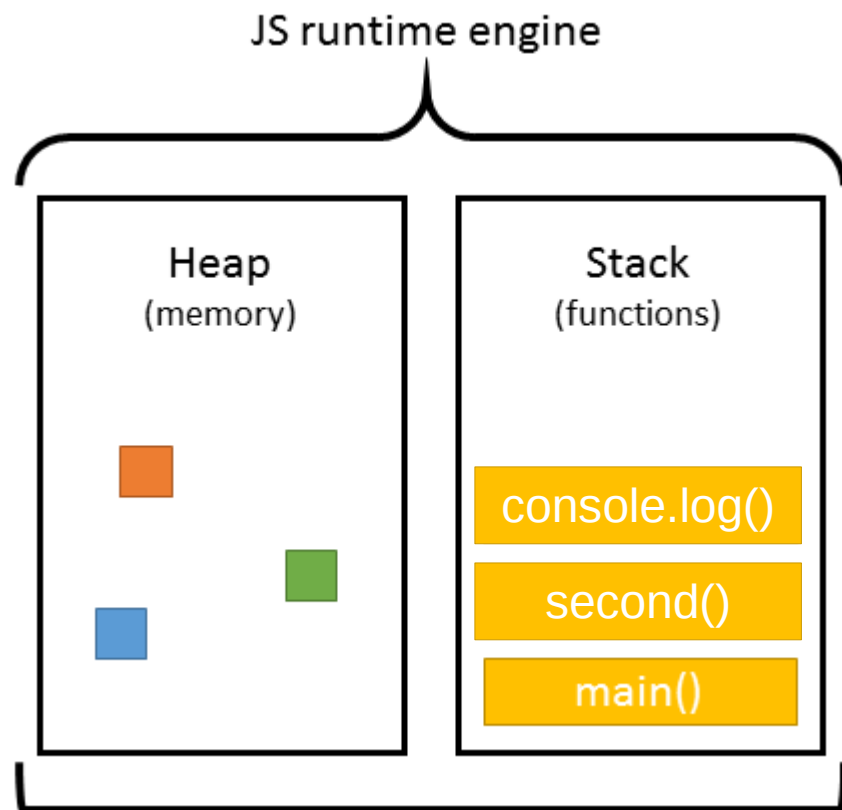 JS runtime engine
Heap
(memory)
Stack
(functions)
console.log()
second()
main()